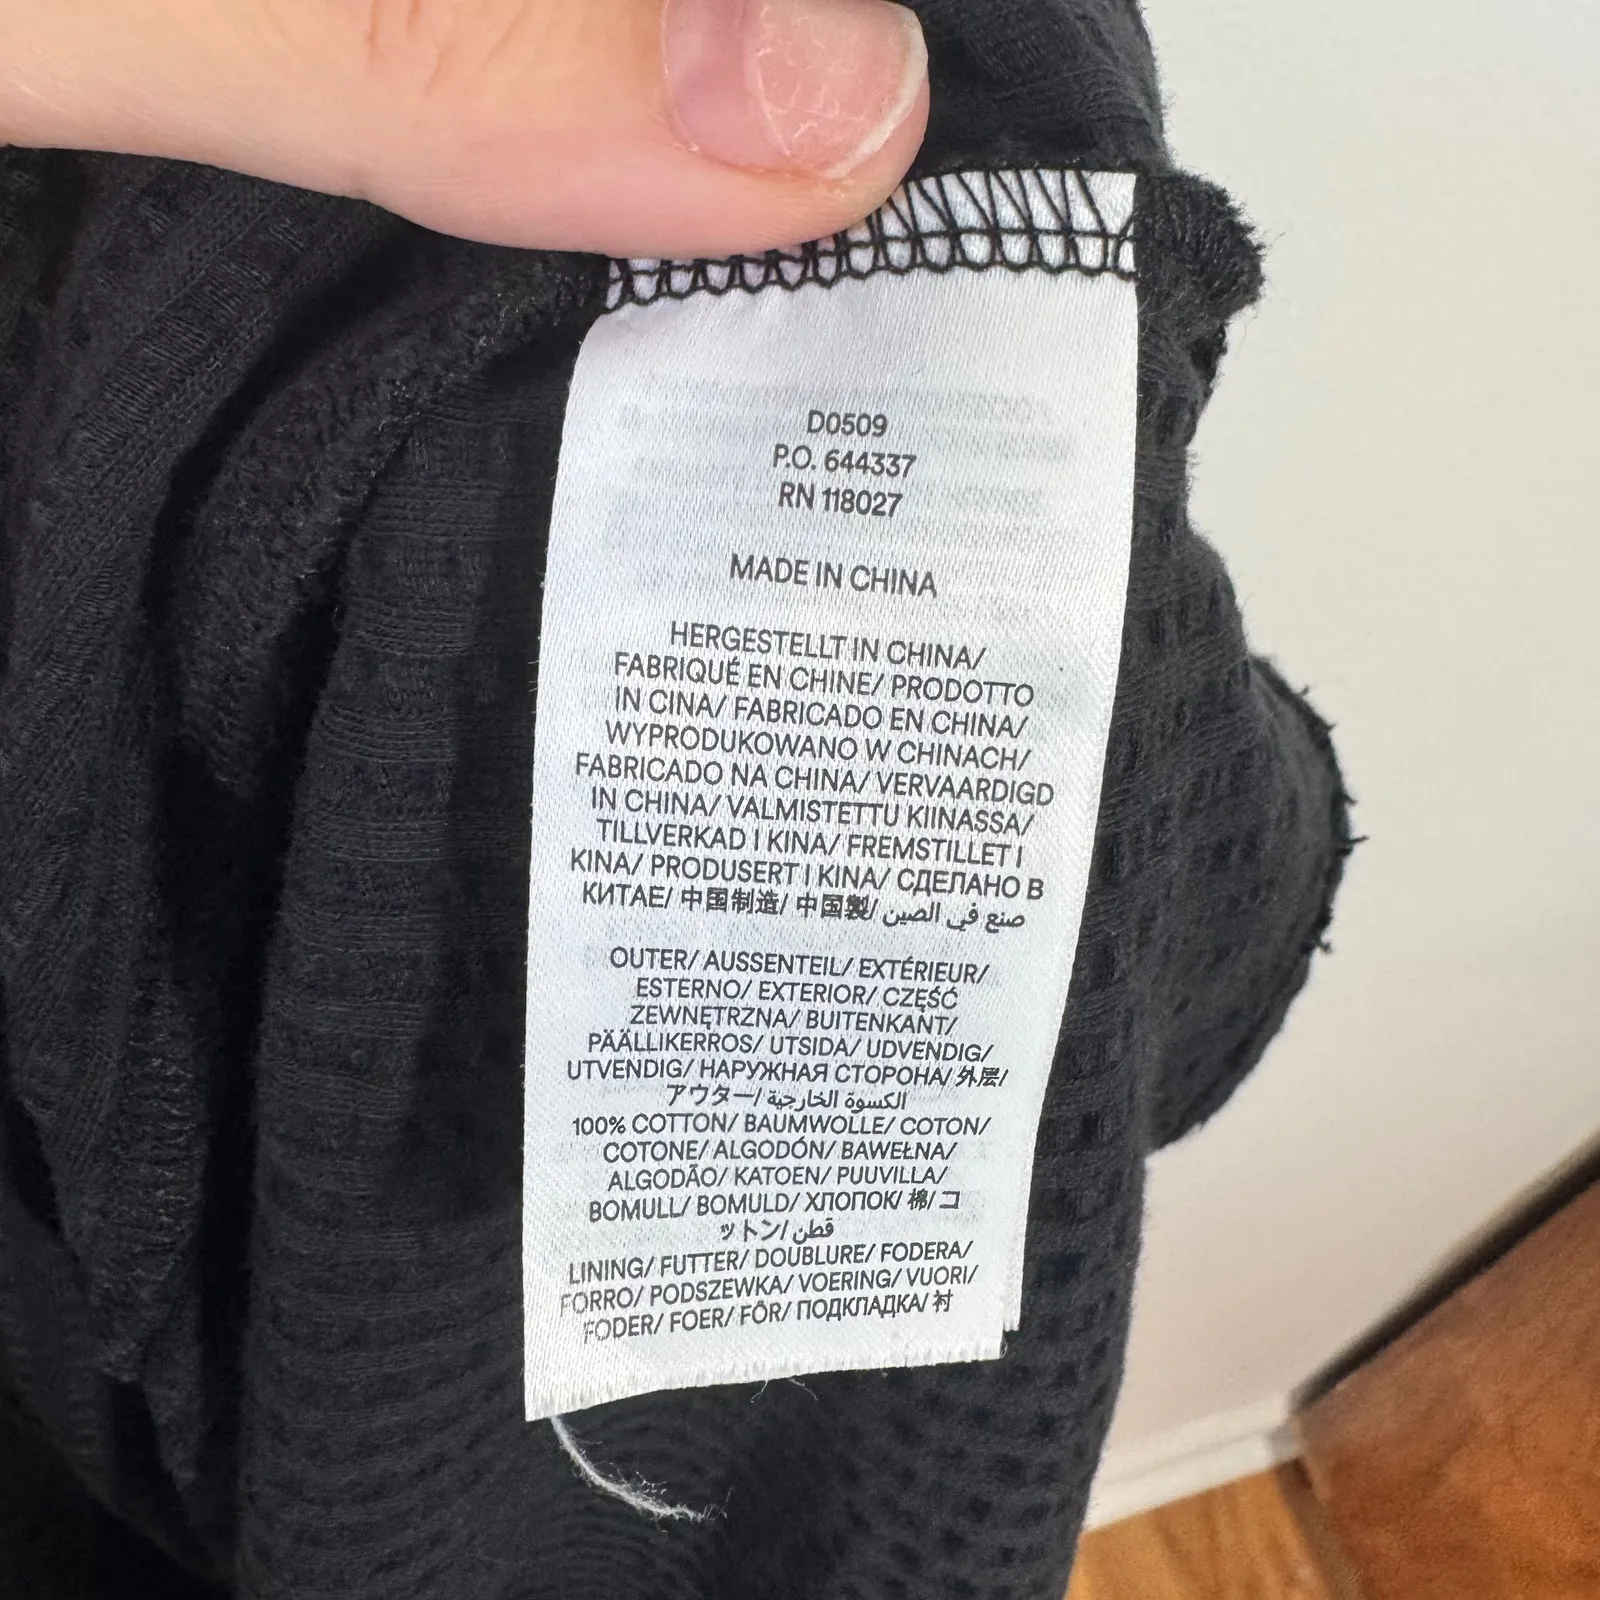 D0509
P.O. 644337
RN 118027
MADE IN CHINA
HERGESTELLT IN CHINA/
FABRIQUÉ EN CHINE/ PRODOTTO
IN CINA/ FABRICADO EN CHINA/
WYPRODUKOWANO W CHINACH/
FABRICADO NA CHINA/ VERVAARDIGD
IN CHINA/ VALMISTETTU KIINASSA/
TILLVERKAD I KINA/ FREMSTILLET I
KINA/ PRODUSERT I KINA/ СДЕЛАНО В
КИТАЕ/ 中国制造/ 中国製/ صنع في الصين
OUTER/ AUSSENTEIL/ EXTÉRIEUR/
ESTERNO/ EXTERIOR/ CZĘŚĆ
ZEWNĘTRZNA/ BUITENKANT/
PÄÄLLIKERROS/ UTSIDA/ UDVENDIG/
UTVENDIG/ НАРУЖНАЯ СТОРОНА/ 外层/
アウター/ الكسوة الخارجية
100% COTTON/ BAUMWOLLE/ COTON/
COTONE/ ALGODÓN/ BAWEŁNA/
ALGODÃO/ KATOEN/ PUUVILLA/
BOMULL/ BOMULD/ ХЛОПОК/ 棉/ コ
ットン/ قطن
LINING/ FUTTER/ DOUBLURE/ FODERA/
FORRO/ PODSZEWKA/ VOERING/ VUORI/
FODER/ FOER/ FÔR/ ПОДКЛАДКА/ 衬